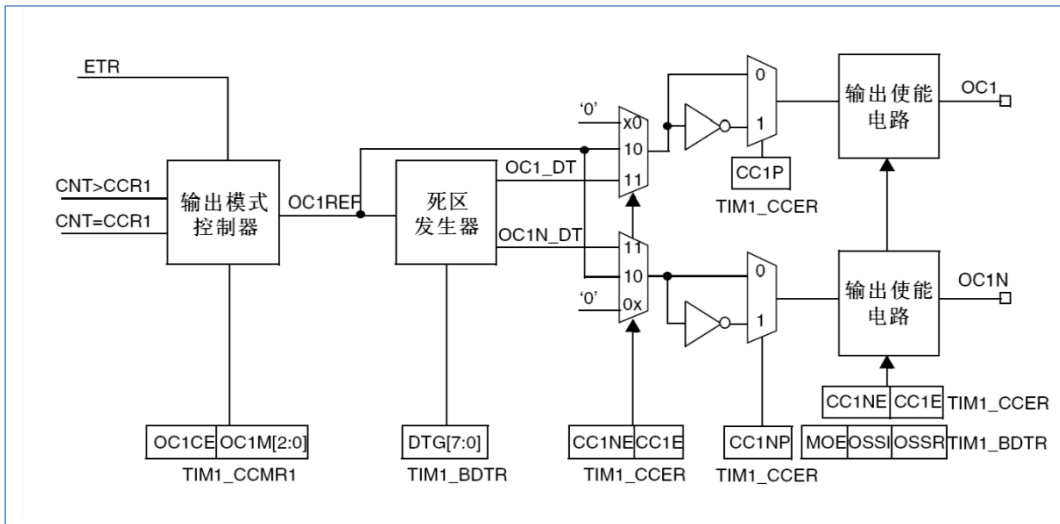 ETR
CNT>CCR1
CNT=CCR1
输出模式
控制器
OC1REF
死区
发生器
OC1_DT
OC1N_DT
‘0’
x0
10
11
11
10
‘0’
0x
0
1
CC1P
TIM1_CCER
0
1
输出使能
电路
OC1
输出使能
电路
OC1N
OC1CE OC1M[2:0]
TIM1_CCMR1
DTG[7:0]
TIM1_BDTR
CC1NE CC1E
TIM1_CCER
CC1NP
TIM1_CCER
CC1NE CC1E TIM1_CCER
MOE OSSI OSSR TIM1_BDTR